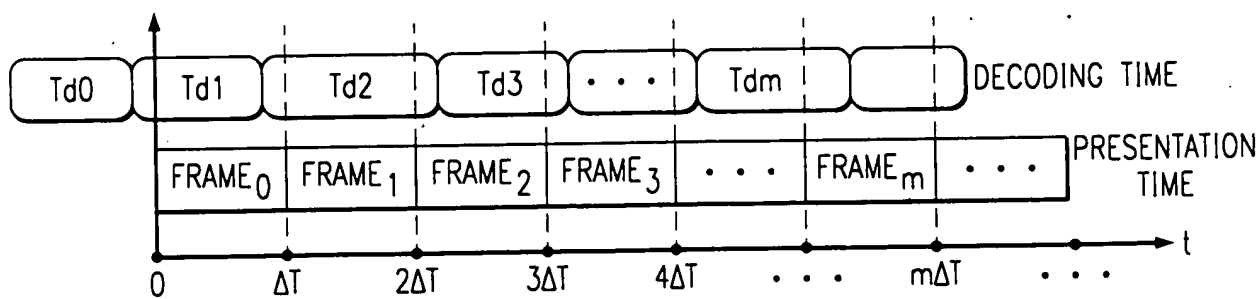 Td0 Td1 Td2 Td3 • • • Tdm DECODING TIME
FRAME0 FRAME1 FRAME2 FRAME3 • • • FRAMEm • • • PRESENTATION
TIME
t
0 ΔT 2ΔT 3ΔT 4ΔT • • • mΔT • • •